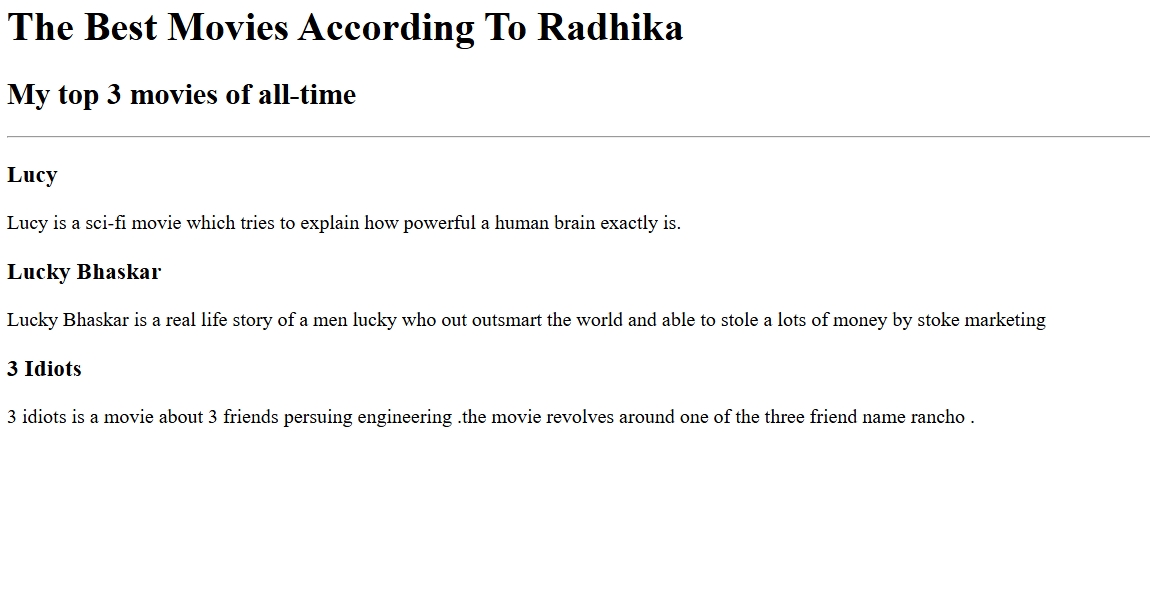 The Best Movies According To Radhika
My top 3 movies of all-time
Lucy
Lucy is a sci-fi movie which tries to explain how powerful a human brain exactly is.
Lucky Bhaskar
Lucky Bhaskar is a real life story of a men lucky who out outsmart the world and able to stole a lots of money by stoke marketing
3 Idiots
3 idiots is a movie about 3 friends persuing engineering .the movie revolves around one of the three friend name rancho .